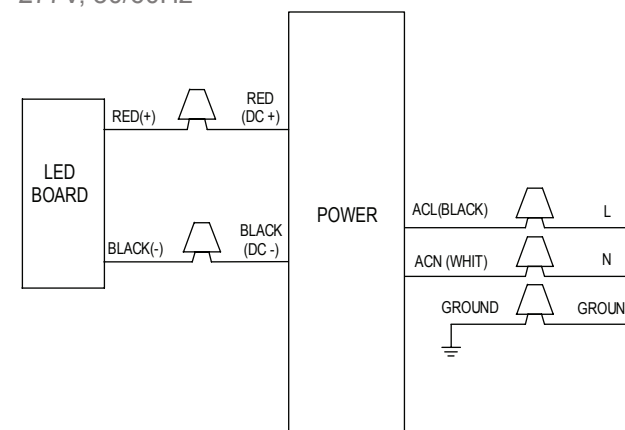 RED(+)
RED
(DC +)
LED
BOARD
BLACK(-)
BLACK
(DC -)
POWER
ACL(BLACK)
L
ACN (WHIT)
N
GROUND
GROUN